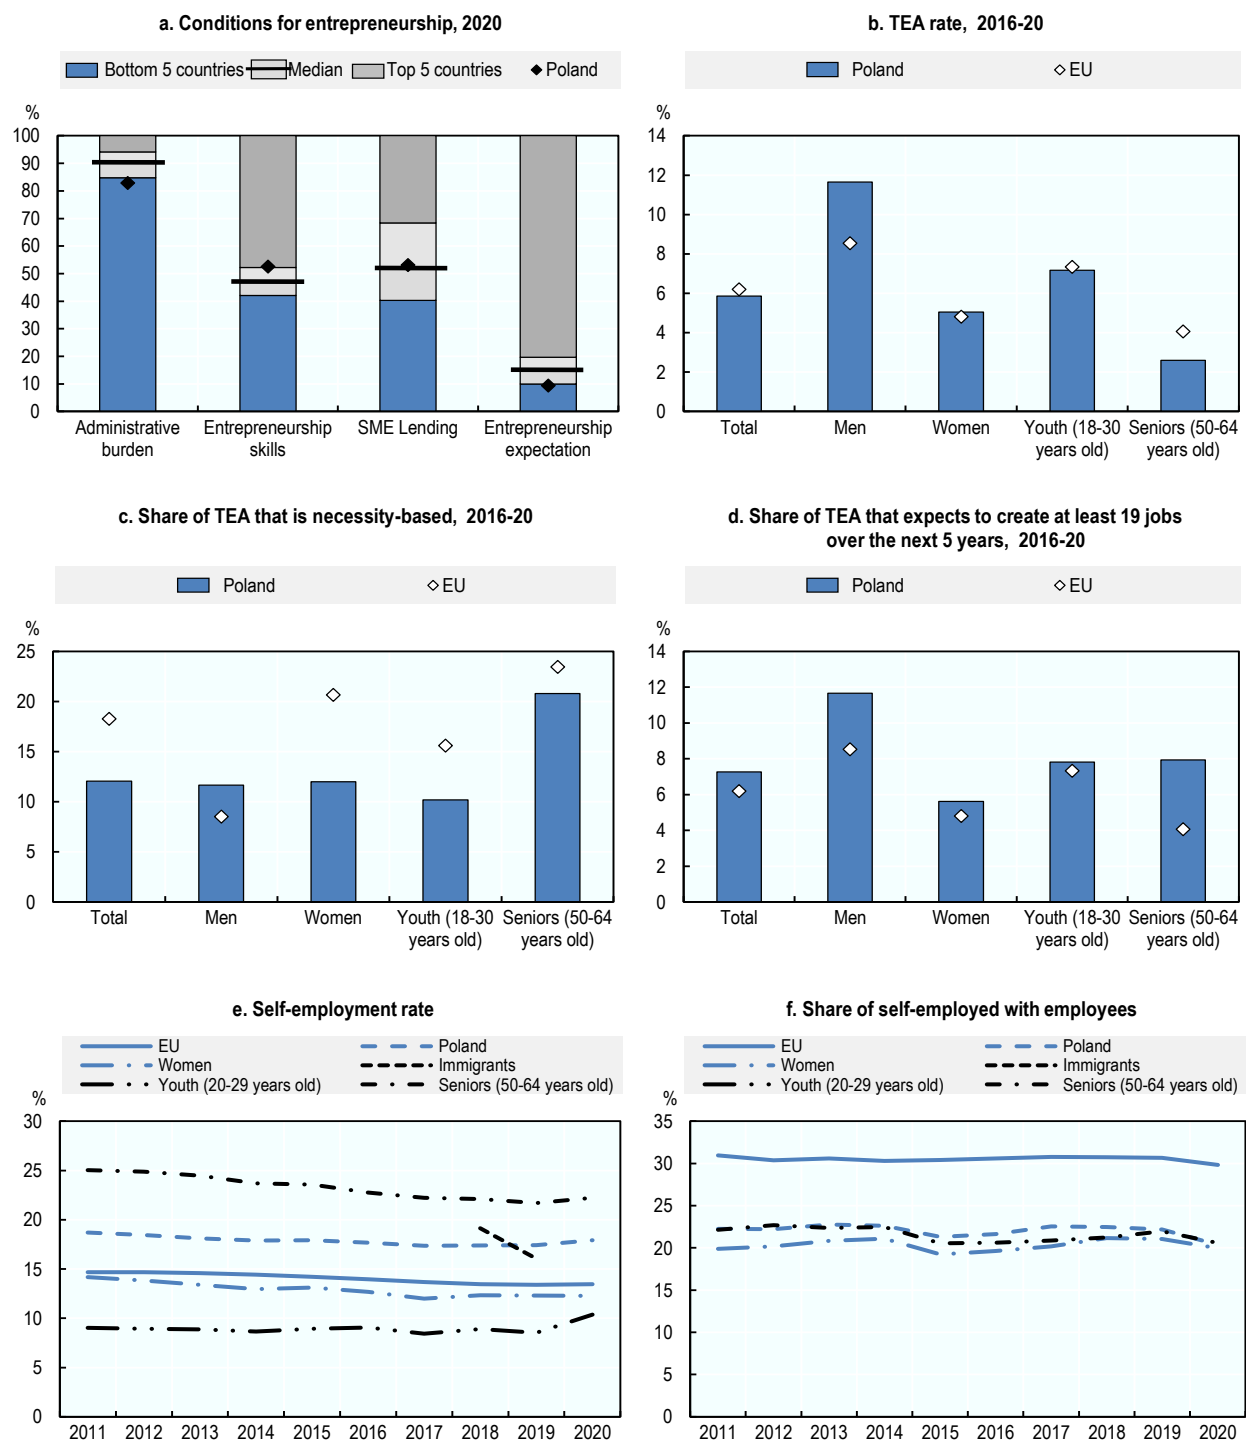 a. Conditions for entrepreneurship, 2020
Bottom 5 countries Median Top 5 countries Poland
%
100
90
80
70
60
50
40
30
20
10
0
Administrative burden
Entrepreneurship skills
SME Lending
Entrepreneurship expectation
b. TEA rate, 2016-20
Poland EU
%
14
12
10
8
6
4
2
0
Total
Men
Women
Youth (18-30 years old)
Seniors (50-64 years old)
c. Share of TEA that is necessity-based, 2016-20
Poland EU
%
25
20
15
10
5
0
Total
Men
Women
Youth (18-30 years old)
Seniors (50-64 years old)
d. Share of TEA that expects to create at least 19 jobs
over the next 5 years, 2016-20
Poland EU
%
14
12
10
8
6
4
2
0
Total
Men
Women
Youth (18-30 years old)
Seniors (50-64 years old)
e. Self-employment rate
EU Poland
Women Immigrants
Youth (20-29 years old) Seniors (50-64 years old)
%
30
25
20
15
10
5
0
2011 2012 2013 2014 2015 2016 2017 2018 2019 2020
f. Share of self-employed with employees
EU Poland
Women Immigrants
Youth (20-29 years old) Seniors (50-64 years old)
%
35
30
25
20
15
10
5
0
2011 2012 2013 2014 2015 2016 2017 2018 2019 2020